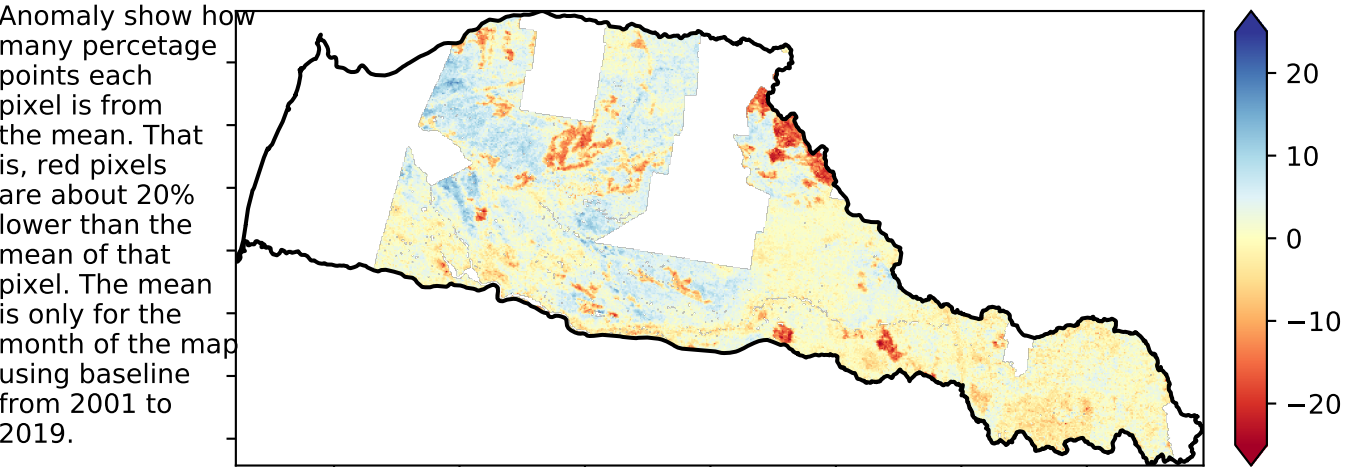 Anomaly show how
many percetage
points each
pixel is from
the mean. That
is, red pixels
are about 20%
lower than the
mean of that
pixel. The mean
is only for the
month of the map
using baseline
from 2001 to
2019.
20
10
0
−10
−20